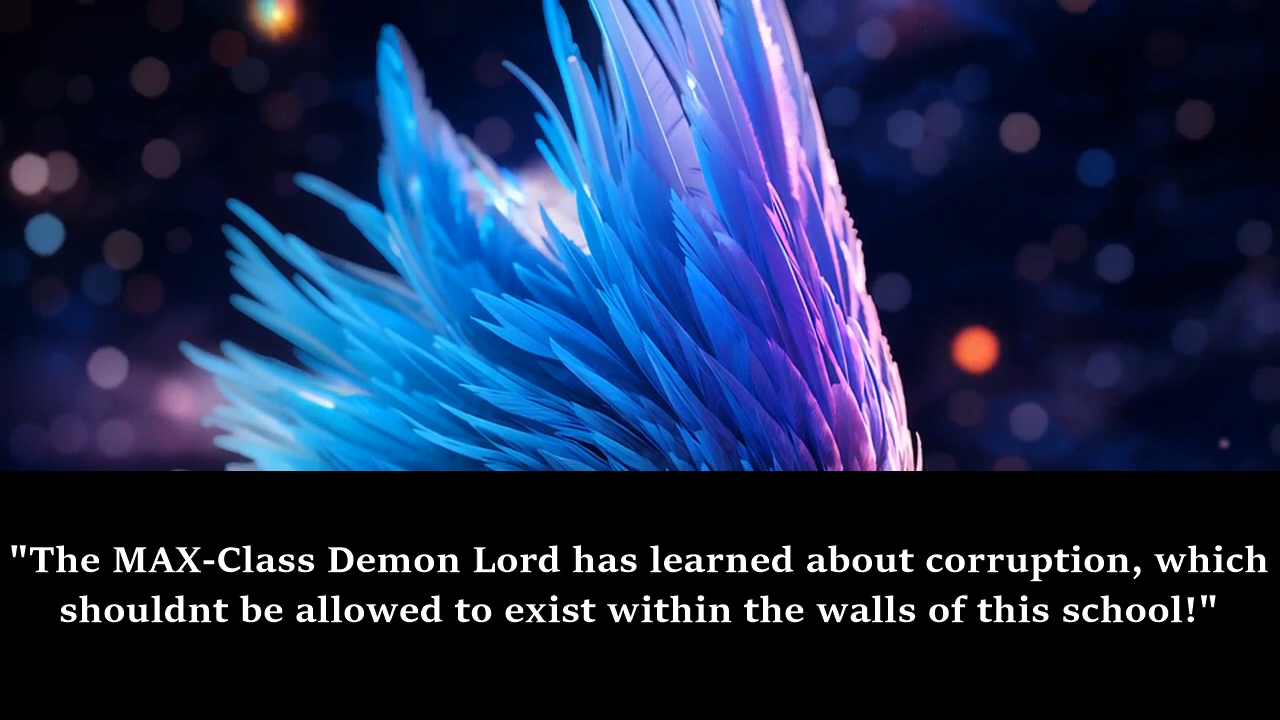 "The MAX-Class Demon Lord has learned about corruption, which
shouldnt be allowed to exist within the walls of this school!"